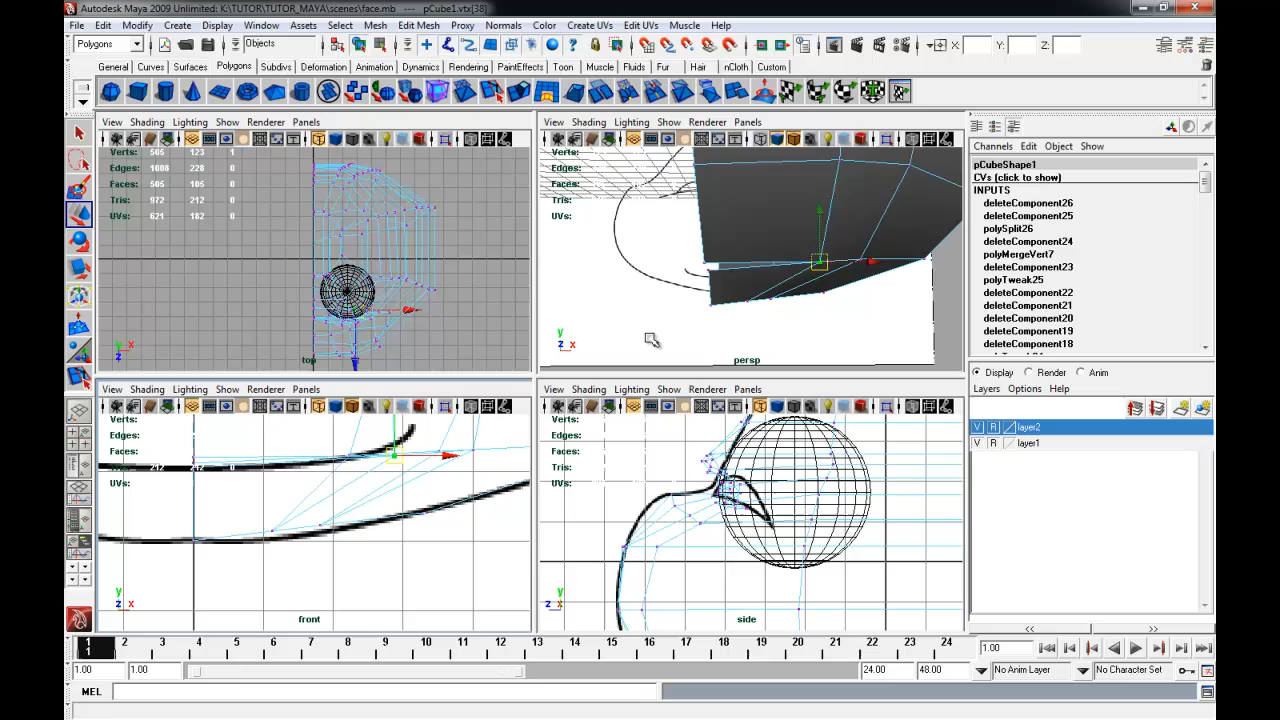 Autodesk Maya 2009 Unlimited: K:\TUTOR\TUTOR_MAYA\scenes\face.mb --- pCube1.vtx[38]
File Edit Modify Create Display Window Assets Select Mesh Edit Mesh Proxy Normals Color Create UVs Edit UVs Muscle Help
Polygons Objects X: Y: Z:
General Curves Surfaces Polygons Subdivs Deformation Animation Dynamics Rendering PaintEffects Toon Muscle Fluids Fur Hair nCloth Custom
View Shading Lighting Show Renderer Panels
Verts: 505 123 1
Edges: 1008 228 0
Faces: 505 105 0
Tris: 972 212 0
UVs: 621 182 0
y
x
z
top
View Shading Lighting Show Renderer Panels
Verts:
Edges:
Faces:
Tris:
UVs:
y
z x
persp
Channels Edit Object Show
pCubeShape1
CVs (click to show)
INPUTS
deleteComponent26
deleteComponent25
polySplit26
deleteComponent24
polyMergeVert7
deleteComponent23
polyTweak25
deleteComponent22
deleteComponent21
deleteComponent20
deleteComponent19
deleteComponent18
Display Render Anim
Layers Options Help
V R layer2
V R layer1
View Shading Lighting Show Renderer Panels
Verts:
Edges:
Faces:
Tris: 212 212 0
UVs:
y
z x
front
View Shading Lighting Show Renderer Panels
Verts:
Edges:
Faces:
Tris:
UVs:
y
z x
side
1 2 3 4 5 6 7 8 9 10 11 12 13 14 15 16 17 18 19 20 21 22 23 24
1
1.00
1.00 1.00 24.00 48.00 No Anim Layer No Character Set
MEL